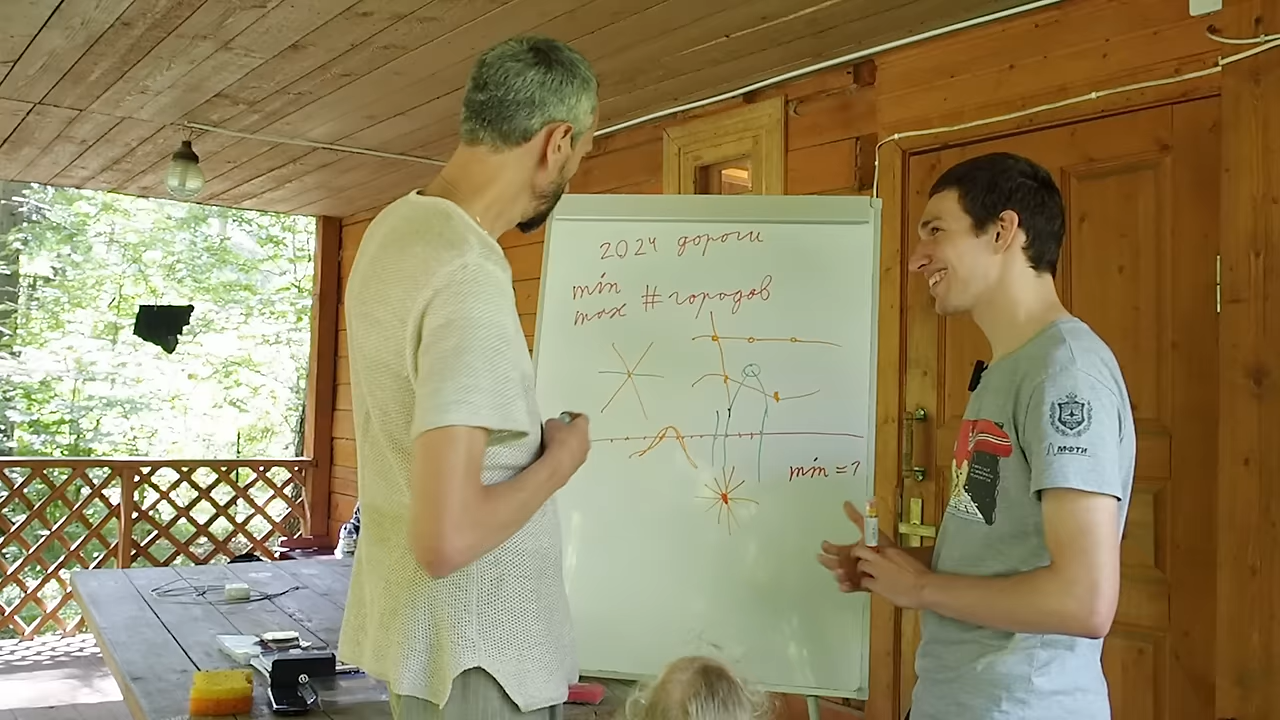 2024 дороги
min
max # городов
min = ?
МФТИ